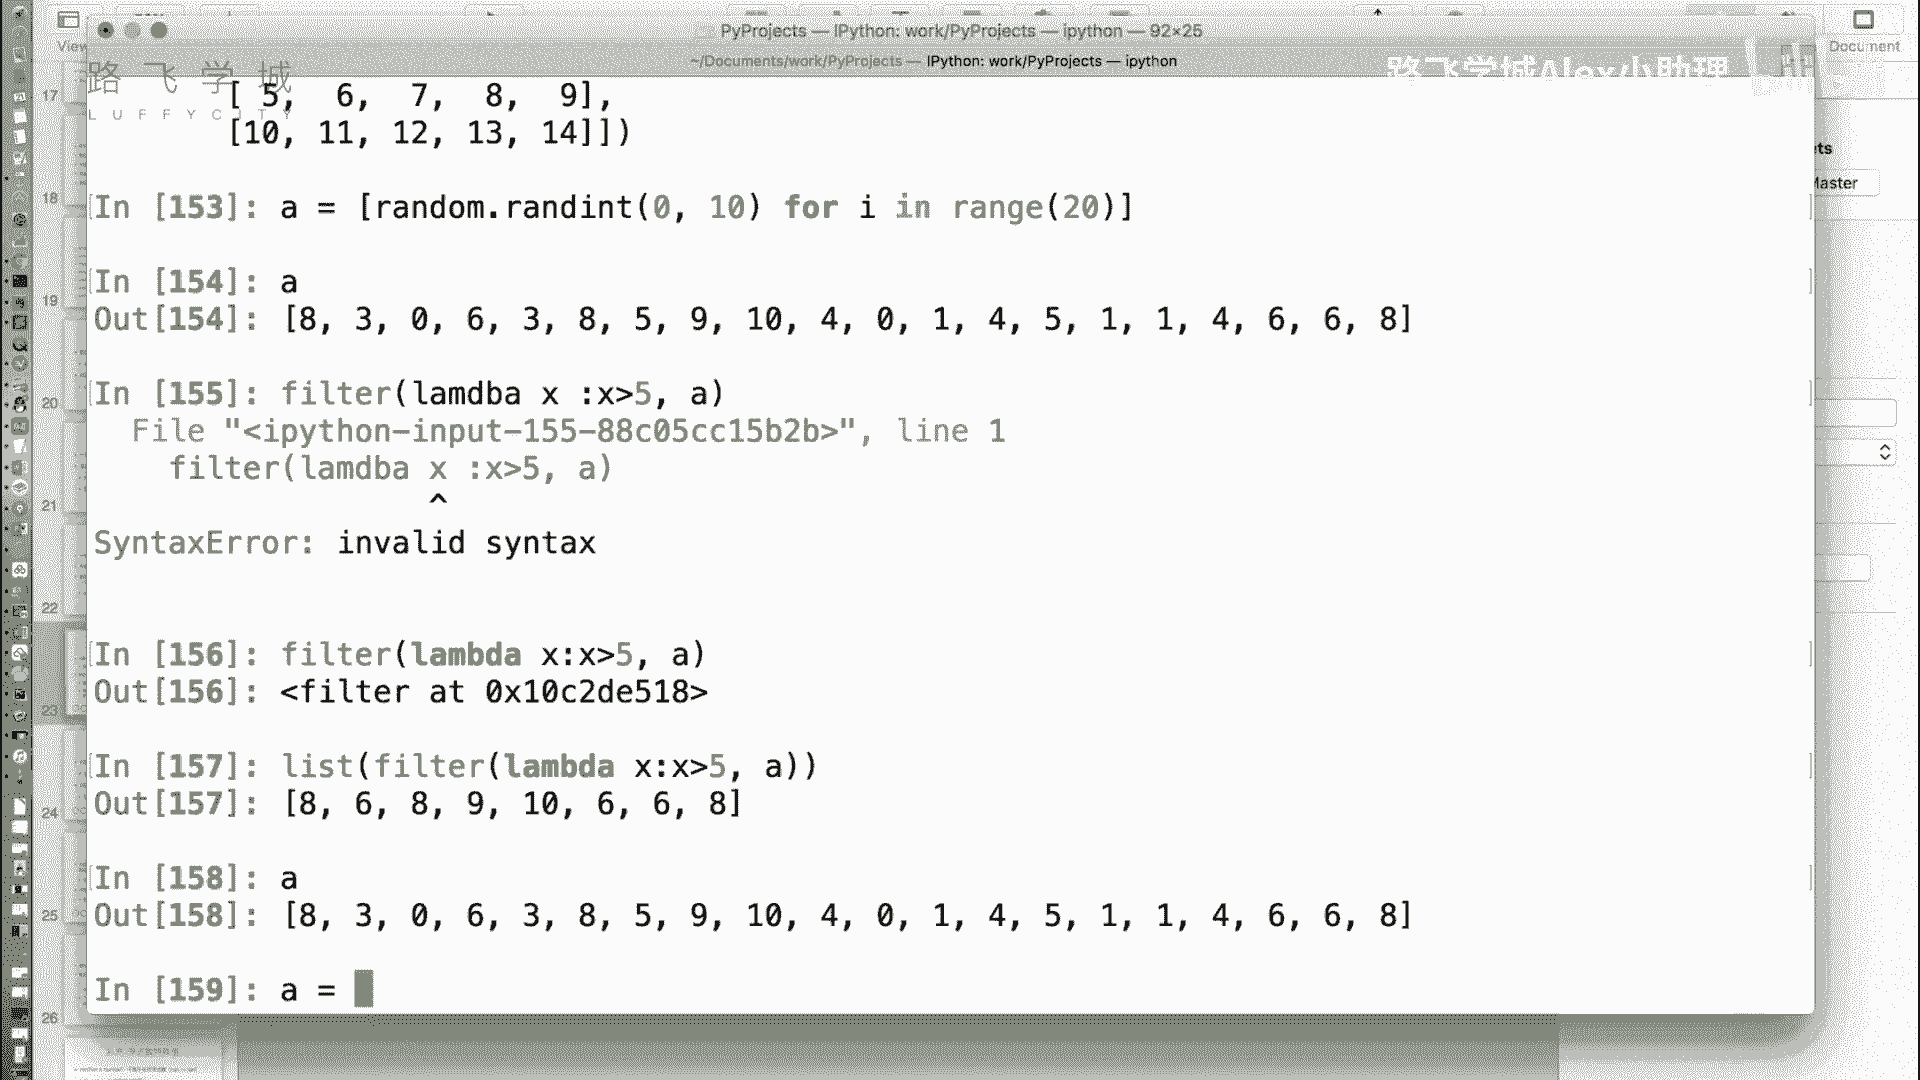 PyProjects — IPython: work/PyProjects — ipython — 92×25
~/Documents/work/PyProjects — IPython: work/PyProjects — ipython
View
Document
路飞学城
LUFFYCITY
路飞学城Alex小助理
[ 5,  6,  7,  8,  9],
[10, 11, 12, 13, 14]])
In [153]: a = [random.randint(0, 10) for i in range(20)]
In [154]: a
Out[154]: [8, 3, 0, 6, 3, 8, 5, 9, 10, 4, 0, 1, 4, 5, 1, 1, 4, 6, 6, 8]
In [155]: filter(lamdba x :x>5, a)
File "<ipython-input-155-88c05cc15b2b>", line 1
filter(lamdba x :x>5, a)
^
SyntaxError: invalid syntax
In [156]: filter(lambda x:x>5, a)
Out[156]: <filter at 0x10c2de518>
In [157]: list(filter(lambda x:x>5, a))
Out[157]: [8, 6, 8, 9, 10, 6, 6, 8]
In [158]: a
Out[158]: [8, 3, 0, 6, 3, 8, 5, 9, 10, 4, 0, 1, 4, 5, 1, 1, 4, 6, 6, 8]
In [159]: a =
17
18
19
20
21
22
23
24
25
26
ets
Master